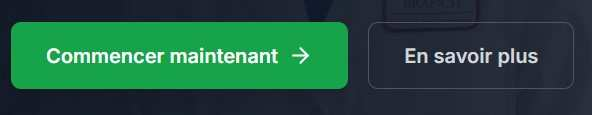 Commencer maintenant →
En savoir plus